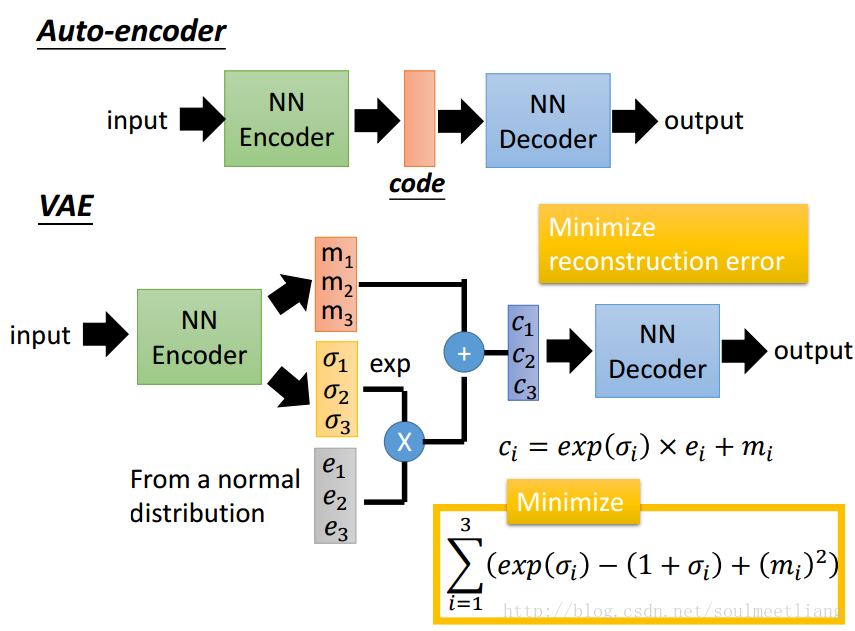 Auto-encoder
input
NN
Encoder
code
NN
Decoder
output
VAE
input
NN
Encoder
m₁
m₂
m₃
σ₁
σ₂
σ₃
exp
From a normal
distribution
e₁
e₂
e₃
X
+
c₁
c₂
c₃
Minimize
reconstruction error
NN
Decoder
output
cᵢ = exp(σᵢ) × eᵢ + mᵢ
Minimize
3
∑(exp(σᵢ) − (1 + σᵢ) + (mᵢ)²)
i=1
http://blog.csdn.net/soulmeetliang